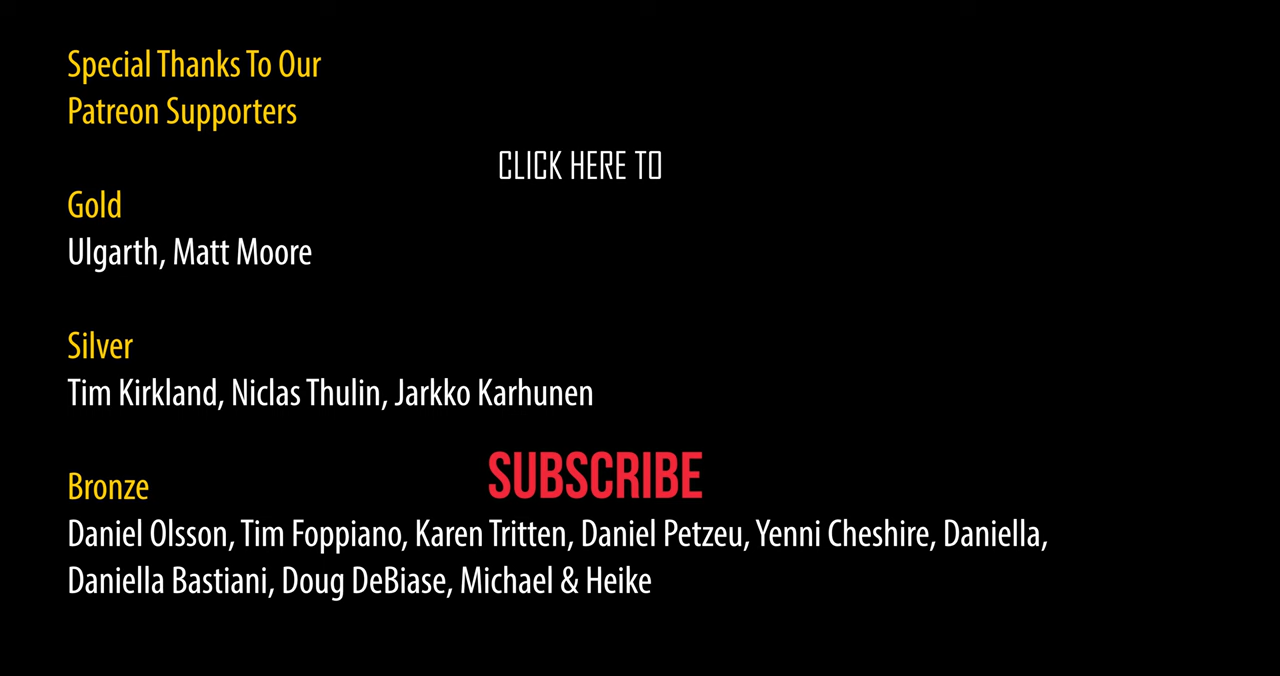 Special Thanks To Our
Patreon Supporters
CLICK HERE TO
Gold
Ulgarth, Matt Moore
Silver
Tim Kirkland, Niclas Thulin, Jarkko Karhunen
SUBSCRIBE
Bronze
Daniel Olsson, Tim Foppiano, Karen Tritten, Daniel Petzeu, Yenni Cheshire, Daniella,
Daniella Bastiani, Doug DeBiase, Michael & Heike